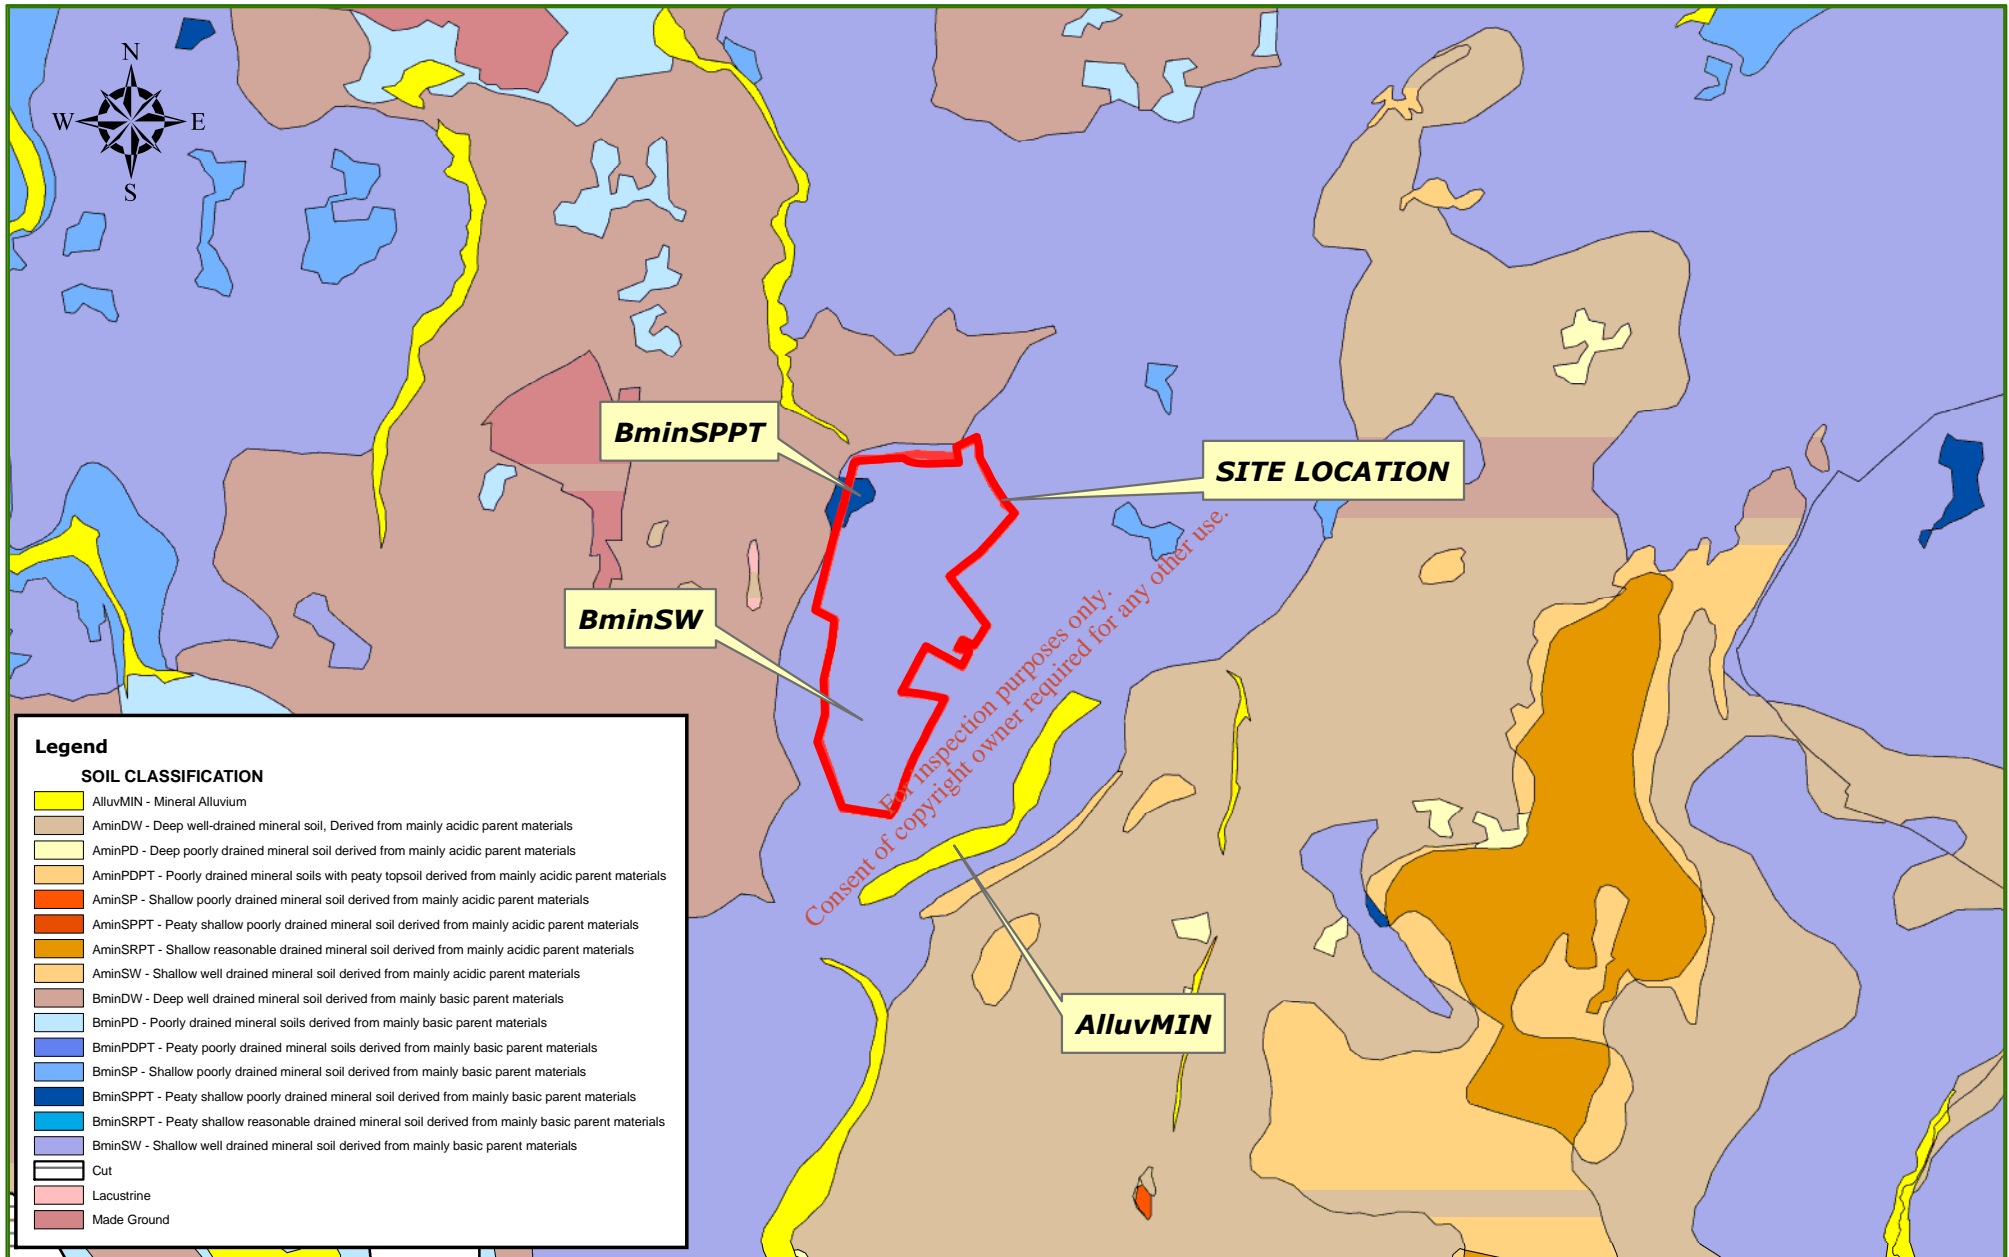 N
W E
S
BminSPPT
SITE LOCATION
BminSW
AlluvMIN
For inspection purposes only.
Consent of copyright owner required for any other use.
Legend
SOIL CLASSIFICATION
AlluvMIN - Mineral Alluvium
AminDW - Deep well-drained mineral soil, Derived from mainly acidic parent materials
AminPD - Deep poorly drained mineral soil derived from mainly acidic parent materials
AminPDPT - Poorly drained mineral soils with peaty topsoil derived from mainly acidic parent materials
AminSP - Shallow poorly drained mineral soil derived from mainly acidic parent materials
AminSPPT - Peaty shallow poorly drained mineral soil derived from mainly acidic parent materials
AminSRPT - Shallow reasonable drained mineral soil derived from mainly acidic parent materials
AminSW - Shallow well drained mineral soil derived from mainly acidic parent materials
BminDW - Deep well drained mineral soil derived from mainly basic parent materials
BminPD - Poorly drained mineral soils derived from mainly basic parent materials
BminPDPT - Peaty poorly drained mineral soils derived from mainly basic parent materials
BminSP - Shallow poorly drained mineral soil derived from mainly basic parent materials
BminSPPT - Peaty shallow poorly drained mineral soil derived from mainly basic parent materials
BminSRPT - Peaty shallow reasonable drained mineral soil derived from mainly basic parent materials
BminSW - Shallow well drained mineral soil derived from mainly basic parent materials
Cut
Lacustrine
Made Ground